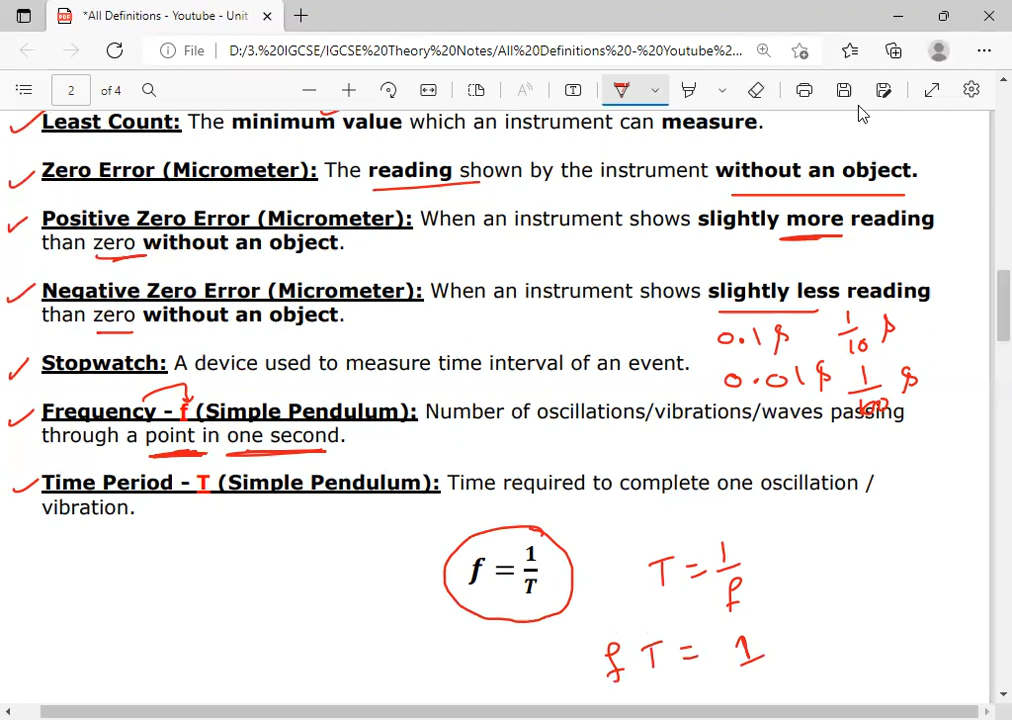 *All Definitions - Youtube - Unit
File D:/3.%20IGCSE/IGCSE%20Theory%20Notes/All%20Definitions%20-%20Youtube%2...
2 of 4
Least Count: The minimum value which an instrument can measure.
Zero Error (Micrometer): The reading shown by the instrument without an object.
Positive Zero Error (Micrometer): When an instrument shows slightly more reading
than zero without an object.
Negative Zero Error (Micrometer): When an instrument shows slightly less reading
than zero without an object.
0.1 s 1/10 s
Stopwatch: A device used to measure time interval of an event.
0.01 s 1/100 s
Frequency - f (Simple Pendulum): Number of oscillations/vibrations/waves passing
through a point in one second.
Time Period - T (Simple Pendulum): Time required to complete one oscillation /
vibration.
f = 1/T T = 1/f
f T = 1